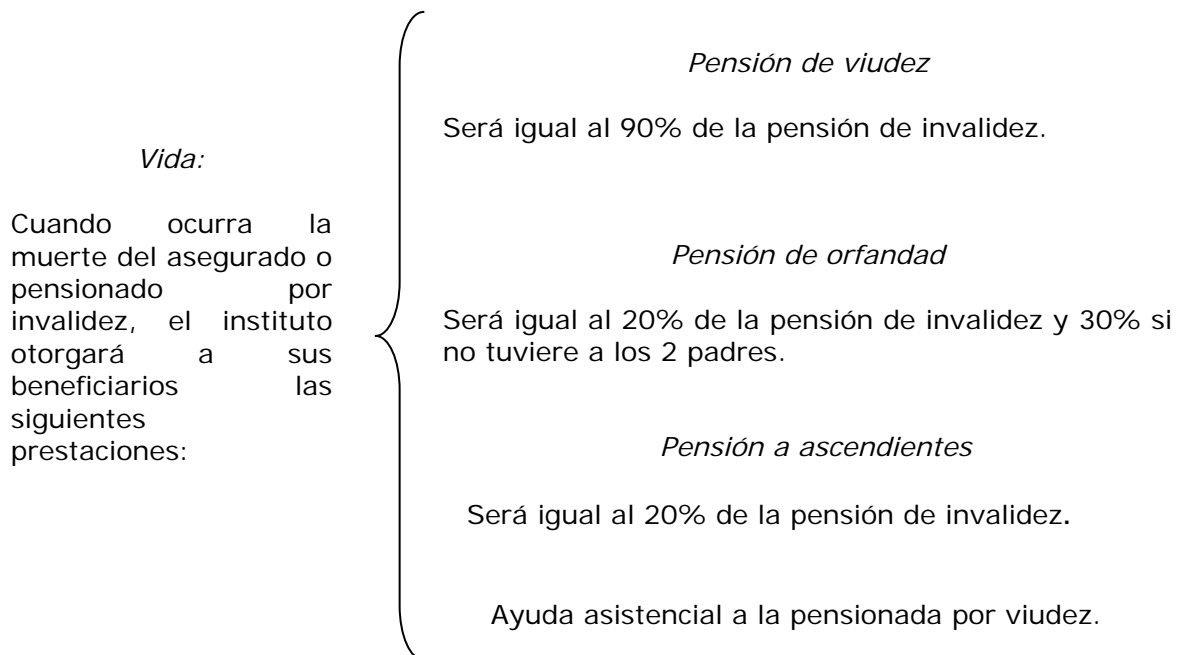 Vida:
Cuando ocurra la
muerte del asegurado o
pensionado por
invalidez, el instituto
otorgará a sus
beneficiarios las
siguientes
prestaciones:
Pensión de viudez
Será igual al 90% de la pensión de invalidez.
Pensión de orfandad
Será igual al 20% de la pensión de invalidez y 30% si
no tuviere a los 2 padres.
Pensión a ascendientes
Será igual al 20% de la pensión de invalidez.
Ayuda asistencial a la pensionada por viudez.